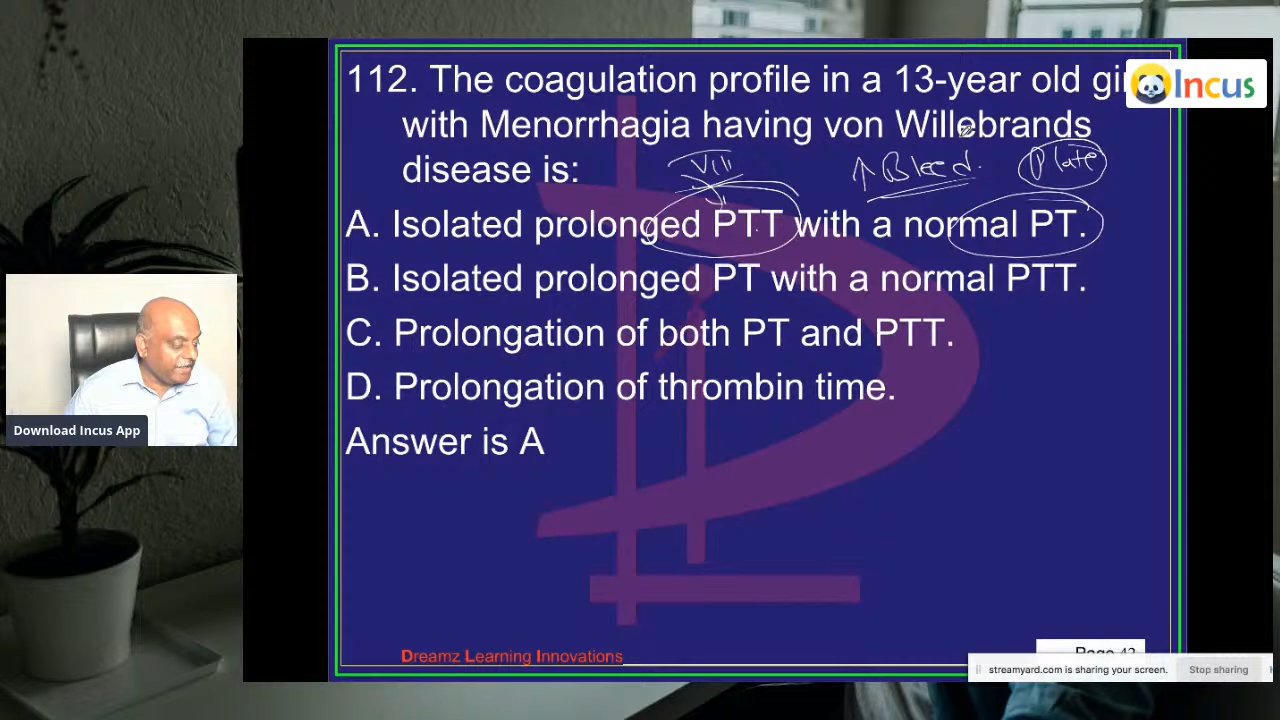 112. The coagulation profile in a 13-year old gi
Incus
with Menorrhagia having von Willebrands
disease is:
VIII
↑ Bleed.
Plate
A. Isolated prolonged PTT with a normal PT.
B. Isolated prolonged PT with a normal PTT.
C. Prolongation of both PT and PTT.
D. Prolongation of thrombin time.
Download Incus App
Answer is A
Dreamz Learning Innovations
Page 42
streamyard.com is sharing your screen.
Stop sharing